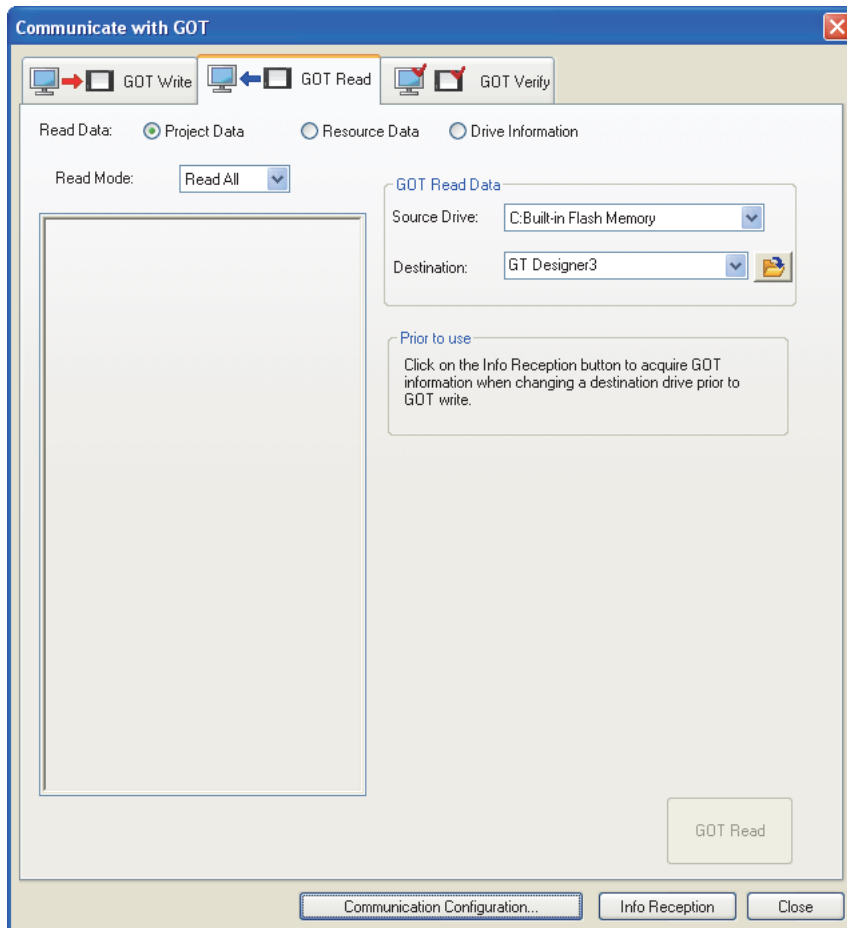 Communicate with GOT
GOT Write
GOT Read
GOT Verify
Read Data:
Project Data
Resource Data
Drive Information
Read Mode:
Read All
GOT Read Data
Source Drive:
C:Built-in Flash Memory
Destination:
GT Designer3
Prior to use
Click on the Info Reception button to acquire GOT
information when changing a destination drive prior to
GOT write.
GOT Read
Communication Configuration...
Info Reception
Close